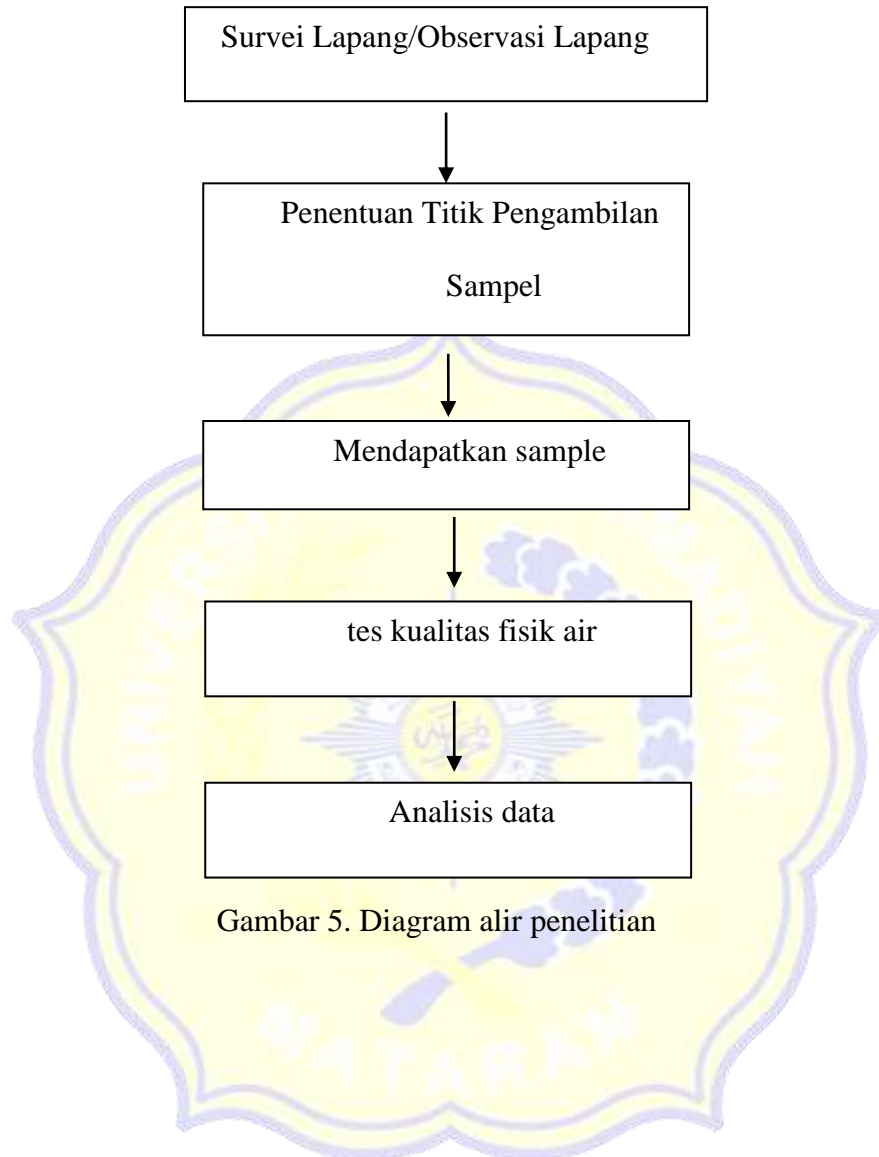 Survei Lapang/Observasi Lapang
Penentuan Titik Pengambilan
Sampel
Mendapatkan sample
tes kualitas fisik air
Analisis data
Gambar 5. Diagram alir penelitian
MATARAM